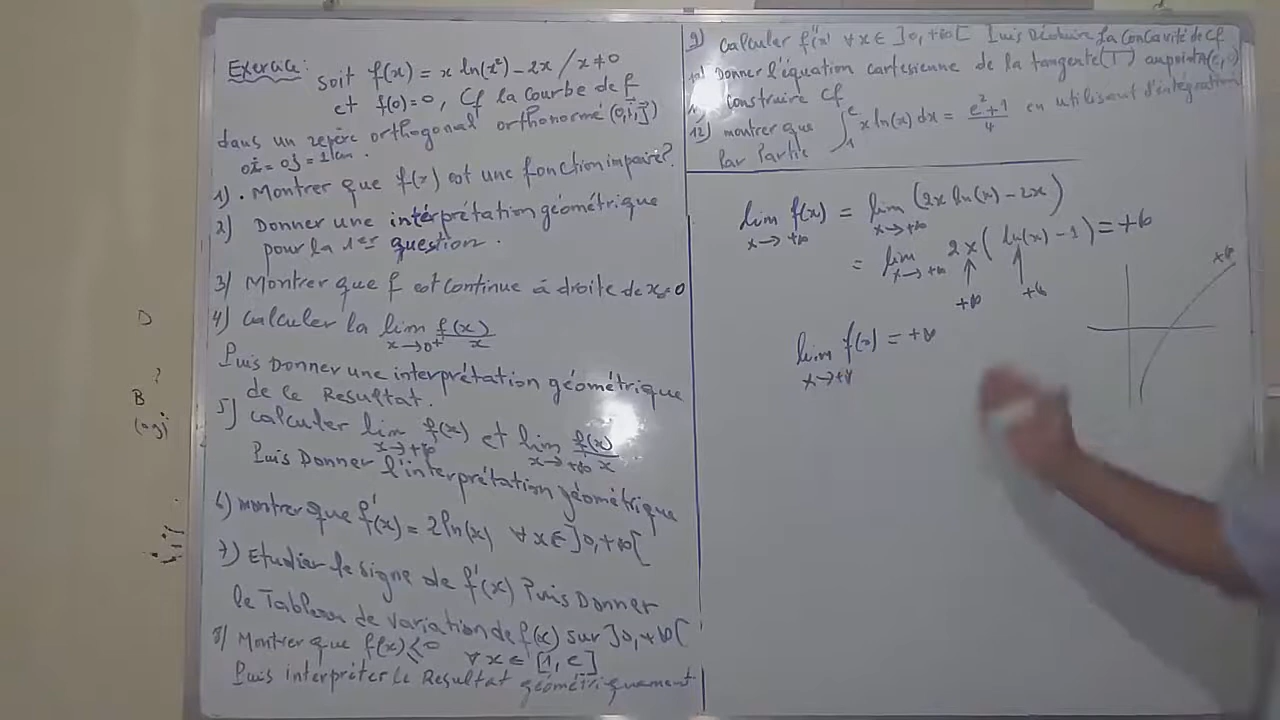 Exercice: soit f(x) = x ln(x²) - 2x / x ≠ 0
et f(0) = 0, Cf la courbe de f
dans un repère orthogonal orthonormé (0,i⃗,j⃗)
oi⃗ = oj⃗ = 1cm.
1) . Montrer que f(x) est une fonction impaire?
2) Donner une intérprétation géométrique
pour la 1er question.
3) Montrer que f est continue à droite de x₀=0
4) calculer la lim x→0⁺ f(x)/x
Puis Donner une interprétation géométrique
de ce Resultat.
5) calculer lim x→+∞ f(x) et lim x→+∞ f(x)/x
Puis Donner l'interprétation géométrique
6) montrer que f'(x) = 2ln(x) ∀x∈]0,+∞[
7) Etudier le signe de f'(x) Puis Donner
le Tableau de variation de f(x) sur ]0,+∞[
8) Montrer que f(x) ≤ 0 ∀x∈[1,e]
Puis interpréter le Resultat géométriquement
9) calculer f''(x) ∀x∈]0,+∞[ Puis Déduire la Concavité de Cf
10) Donner l'équation cartesienne de la tangente (T) au point A(e,0)
11) construire Cf
12) montrer que ∫₁ᵉ x ln(x) dx = (e²+1)/4 en utilisant l'intégration
Par Partie
lim x→+∞ f(x) = lim x→+∞ (2x ln(x) - 2x)
= lim x→+∞ 2x (ln(x) - 1) = +∞
+∞ +∞
+∞
lim x→+∞ f(x) = +∞
D
?
B